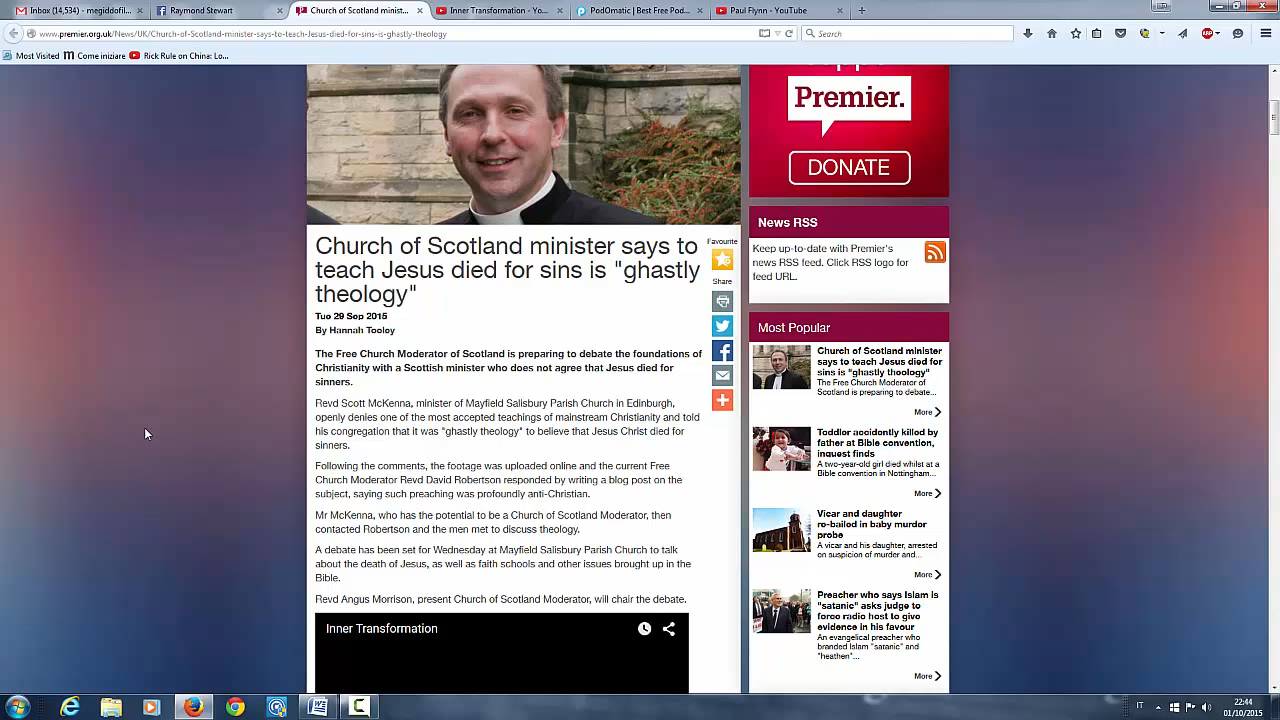 Inbox (14,534) - megiddofil...
Raymond Stewart
Church of Scotland minist...
Inner Transformation - Yo...
PodOmatic | Best Free Pod...
Paul Flynn - YouTube
www.premier.org.uk/News/UK/Church-of-Scotland-minister-says-to-teach-Jesus-died-for-sins-is-ghastly-theology
Search
Most Visited
Come iniziare
Rick Rule on China: Lo...
Church of Scotland minister says to
teach Jesus died for sins is "ghastly
theology"
Tue 29 Sep 2015
By Hannah Tooley
Favourite
Share
The Free Church Moderator of Scotland is preparing to debate the foundations of
Christianity with a Scottish minister who does not agree that Jesus died for
sinners.
Revd Scott McKenna, minister of Mayfield Salisbury Parish Church in Edinburgh,
openly denies one of the most accepted teachings of mainstream Christianity and told
his congregation that it was "ghastly theology" to believe that Jesus Christ died for
sinners.
Following the comments, the footage was uploaded online and the current Free
Church Moderator Revd David Robertson responded by writing a blog post on the
subject, saying such preaching was profoundly anti-Christian.
Mr McKenna, who has the potential to be a Church of Scotland Moderator, then
contacted Robertson and the men met to discuss theology.
A debate has been set for Wednesday at Mayfield Salisbury Parish Church to talk
about the death of Jesus, as well as faith schools and other issues brought up in the
Bible.
Revd Angus Morrison, present Church of Scotland Moderator, will chair the debate.
Inner Transformation
Premier.
DONATE
News RSS
Keep up-to-date with Premier's
news RSS feed. Click RSS logo for
feed URL.
Most Popular
Church of Scotland minister
says to teach Jesus died for
sins is "ghastly theology"
The Free Church Moderator of
Scotland is preparing to debate...
More
Toddler accidently killed by
father at Bible convention,
inquest finds
A two-year-old girl died whilst at a
Bible convention in Nottingham...
More
Vicar and daughter
re-bailed in baby murder
probe
A vicar and his daughter, arrested
on suspicion of murder and...
More
Preacher who says Islam is
"satanic" asks judge to
force radio host to give
evidence in his favour
An evangelical preacher who
branded Islam "satanic" and
"heathen"...
More
IT
22:44
01/10/2015